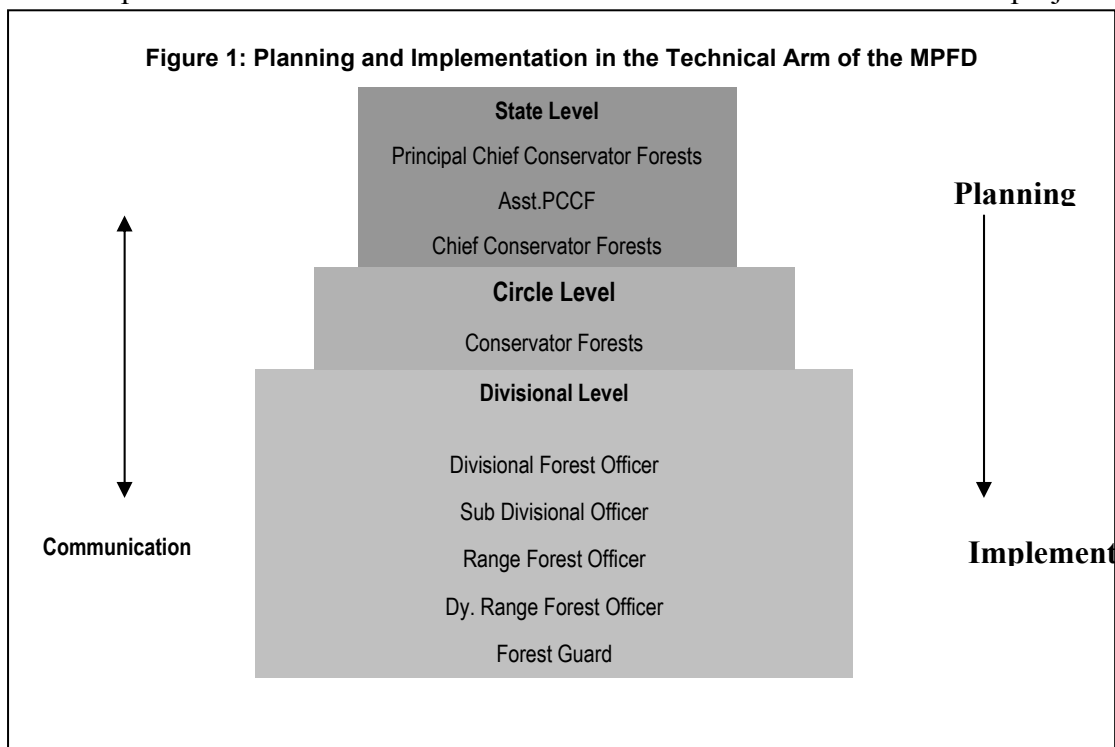 Figure 1: Planning and Implementation in the Technical Arm of the MPFD
State Level
Principal Chief Conservator Forests
Asst.PCCF
Chief Conservator Forests
Planning
Circle Level
Conservator Forests
Divisional Level
Divisional Forest Officer
Sub Divisional Officer
Communication
Range Forest Officer
Implement
Dy. Range Forest Officer
Forest Guard